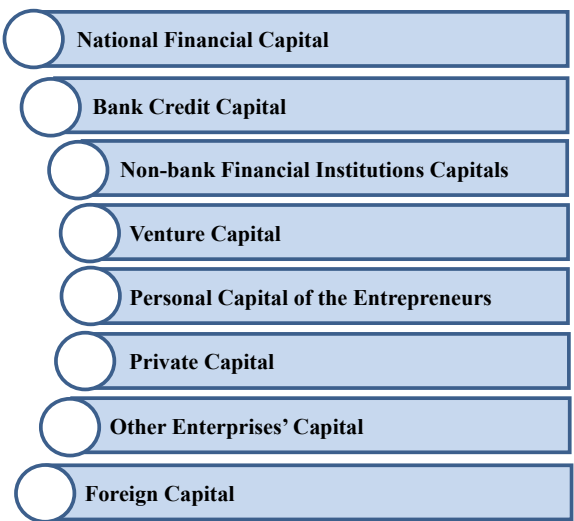 National Financial Capital
Bank Credit Capital
Non-bank Financial Institutions Capitals
Venture Capital
Personal Capital of the Entrepreneurs
Private Capital
Other Enterprises’ Capital
Foreign Capital